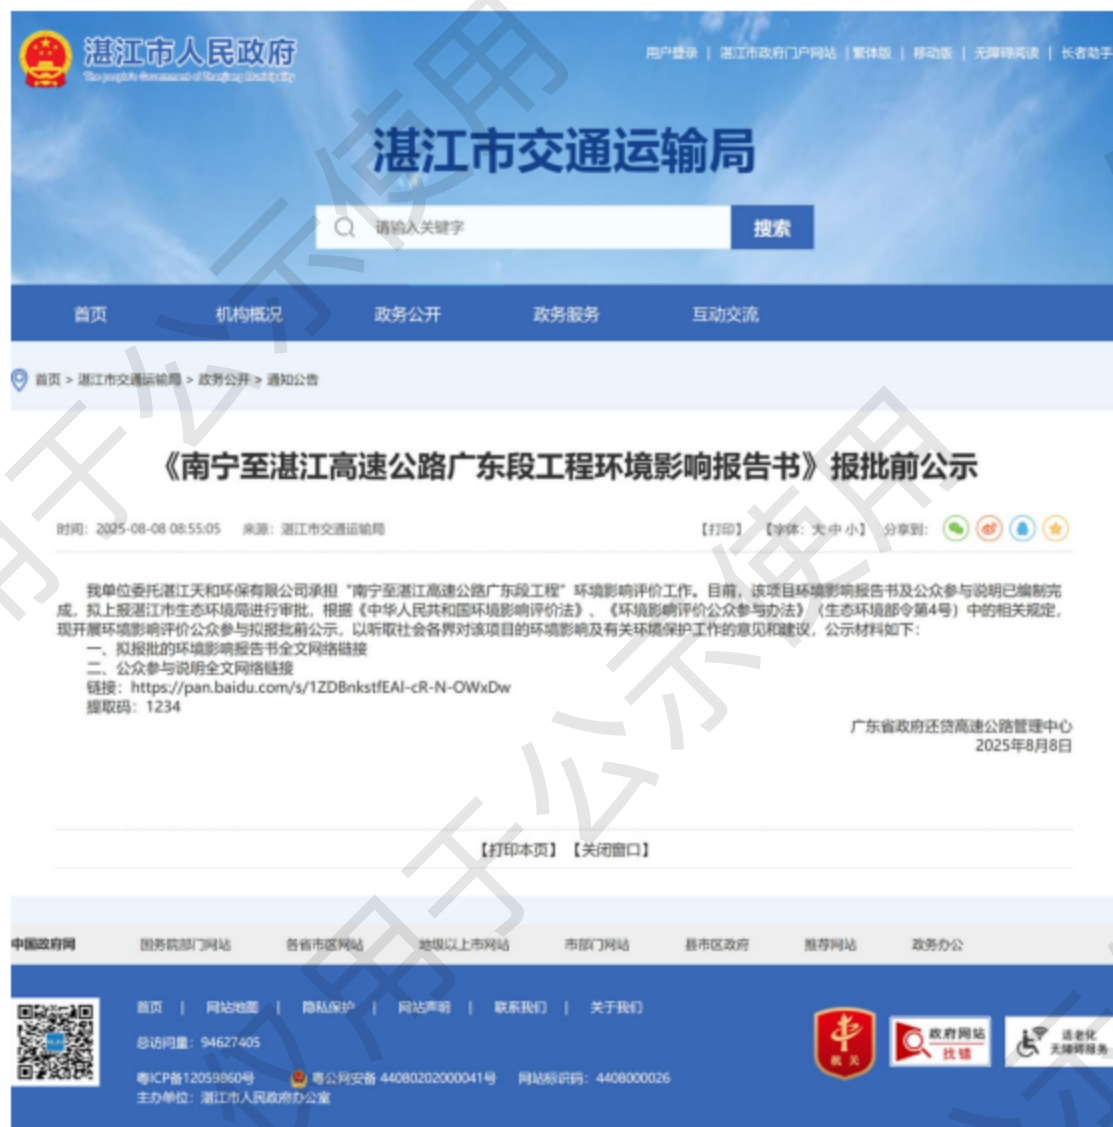 湛江市人民政府
The people's Government of Zhanjiang Municipality
用户登录 | 湛江市政府门户网站 | 繁体版 | 移动版 | 无障碍阅读 | 长者助手
湛江市交通运输局
请输入关键字
搜索
首页 机构概况 政务公开 政务服务 互动交流
首页 > 湛江市交通运输局 > 政务公开 > 通知公告
《南宁至湛江高速公路广东段工程环境影响报告书》报批前公示
时间：2025-08-08 08:55:05 来源：湛江市交通运输局 【打印】 【字体：大 中 小】 分享到：
我单位委托湛江天和环保有限公司承担“南宁至湛江高速公路广东段工程”环境影响评价工作。目前，该项目环境影响报告书及公众参与说明已编制完
成，拟上报湛江市生态环境局进行审批，根据《中华人民共和国环境影响评价法》、《环境影响评价公众参与办法》（生态环境部令第4号）中的相关规定，
现开展环境影响评价公众参与拟报批前公示，以听取社会各界对该项目的环境影响及有关环境保护工作的意见和建议，公示材料如下：
一、拟报批的环境影响报告书全文网络链接
二、公众参与说明全文网络链接
链接：https://pan.baidu.com/s/1ZDBnkstfEAI-cR-N-OWxDw
提取码：1234
广东省政府还贷高速公路管理中心
2025年8月8日
【打印本页】【关闭窗口】
中国政府网 国务院部门网站 各省市区网站 地级以上市网站 市部门网站 县市区政府 推荐网站 政务办公
首页 | 网站地图 | 隐私保护 | 网站声明 | 联系我们 | 关于我们
总访问量：94627405
粤ICP备12059860号 粤公网安备 44080202000041号 网站标识码：4408000026
主办单位：湛江市人民政府办公室
机关
政府网站
找错
适老化
无障碍服务
仅用于公示使用